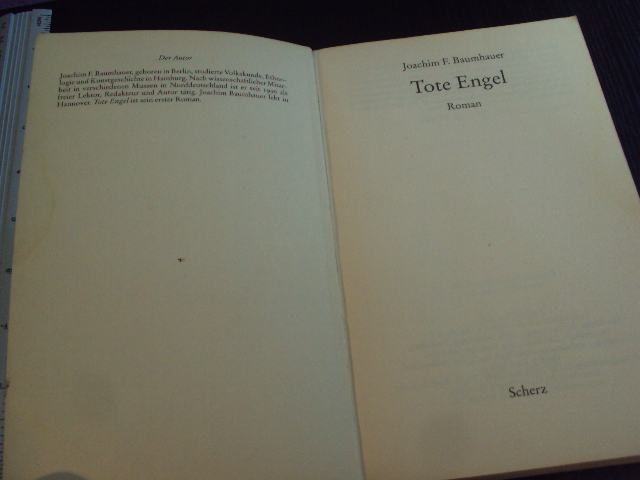 Der Autor
Joachim F. Baumhauer, geboren in Berlin, studierte Volkskunde, Ethno-
logie und Kunstgeschichte in Hamburg. Nach wissenschaftlicher Mitar-
beit in verschiedenen Museen in Norddeutschland ist er seit 1990 als
freier Lektor, Redakteur und Autor tätig. Joachim Baumhauer lebt in
Hannover. Tote Engel ist sein erster Roman.
Joachim F. Baumhauer
Tote Engel
Roman
Scherz